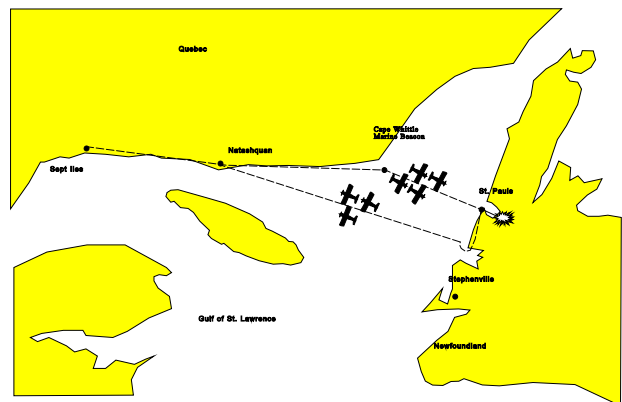 Quebec
Cape Whittle
Marine Beacon
Natashquan
Sept Iles
St. Pauls
Stephenville
Gulf of St. Lawrence
Newfoundland